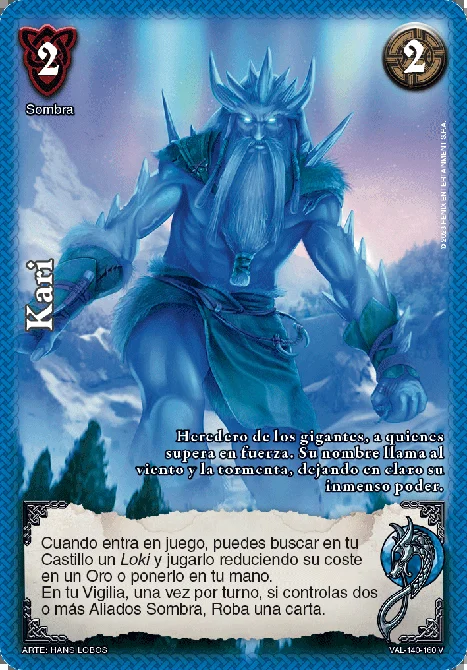 2
Sombra
2
© 2023 FENIX ENTERTAINMENT S.P.A.
Kari
Heredero de los gigantes, a quienes
supera en fuerza. Su nombre llama al
viento y la tormenta, dejando en claro su
inmenso poder.
Cuando entra en juego, puedes buscar en tu
Castillo un Loki y jugarlo reduciendo su coste
en un Oro o ponerlo en tu mano.
En tu Vigilia, una vez por turno, si controlas dos
o más Aliados Sombra, Roba una carta.
ARTE: HANS LOBOS
VAL-140-160 V